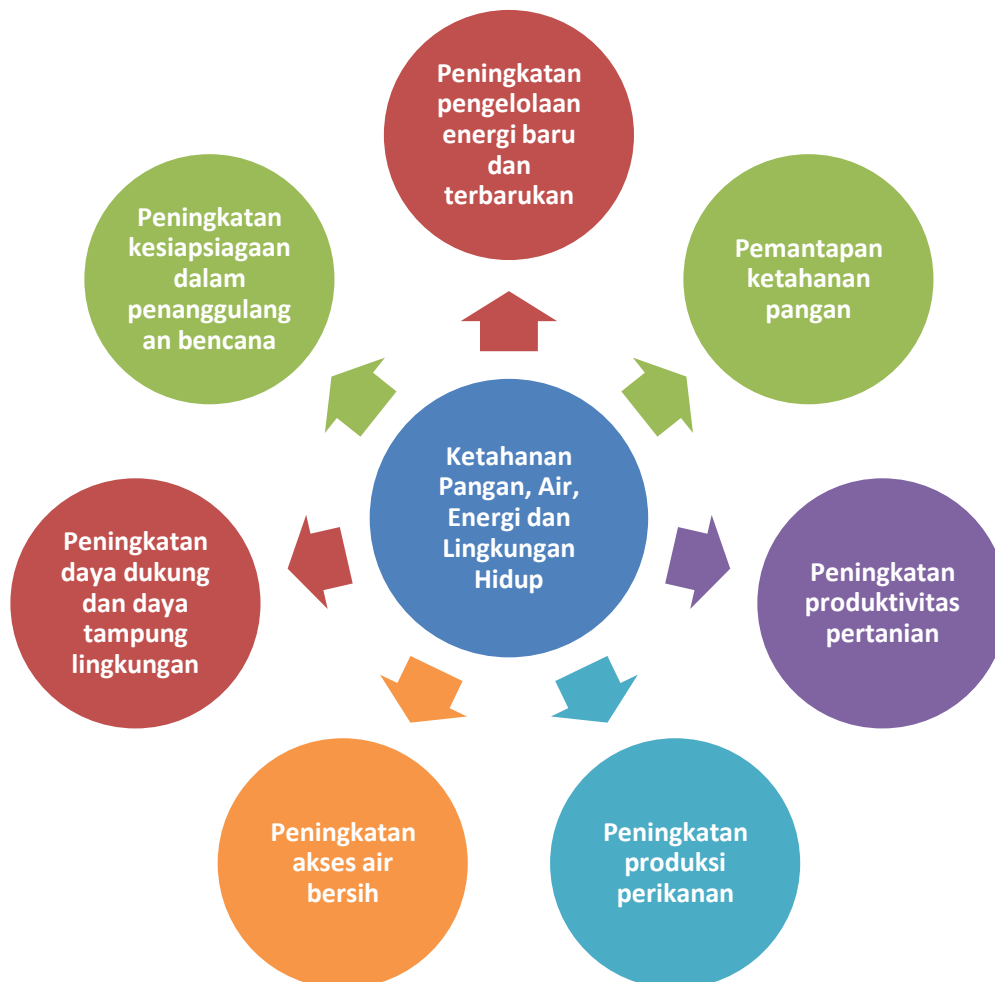 Peningkatan
pengelolaan
energi baru
dan
terbarukan
Pemantapan
ketahanan
pangan
Peningkatan
produktivitas
pertanian
Peningkatan
produksi
perikanan
Peningkatan
akses air
bersih
Peningkatan
daya dukung
dan daya
tampung
lingkungan
Peningkatan
kesiapsiagaan
dalam
penanggulang
an bencana
Ketahanan
Pangan, Air,
Energi dan
Lingkungan
Hidup